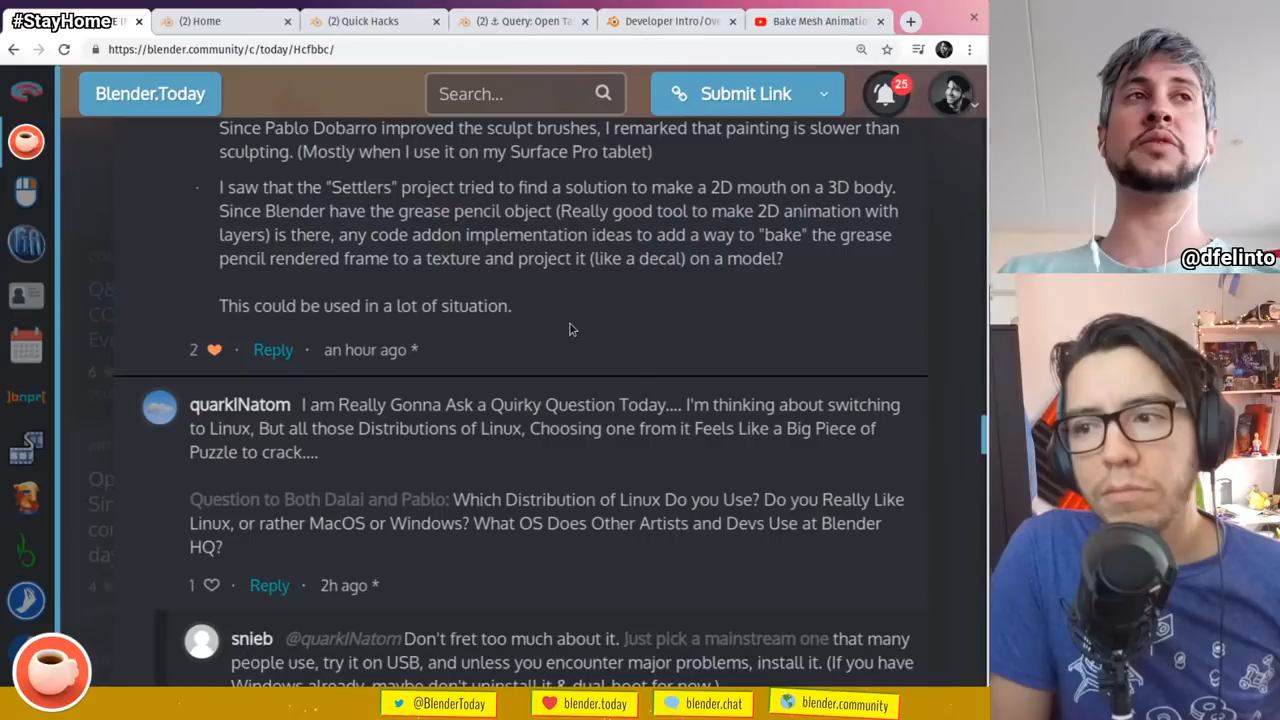 #StayHome
(2) Home
(2) Quick Hacks
(2) ⚓ Query: Open Ta
Developer Intro/Ove
Bake Mesh Animatio
https://blender.community/c/today/Hcfbbc/
Blender.Today
Search...
Submit Link
25
Since Pablo Dobarro improved the sculpt brushes, I remarked that painting is slower than
sculpting. (Mostly when I use it on my Surface Pro tablet)
I saw that the "Settlers" project tried to find a solution to make a 2D mouth on a 3D body.
Since Blender have the grease pencil object (Really good tool to make 2D animation with
layers) is there, any code addon implementation ideas to add a way to "bake" the grease
pencil rendered frame to a texture and project it (like a decal) on a model?
This could be used in a lot of situation.
2 · Reply · an hour ago *
quarklNatom I am Really Gonna Ask a Quirky Question Today.... I'm thinking about switching
to Linux, But all those Distributions of Linux, Choosing one from it Feels Like a Big Piece of
Puzzle to crack....
Question to Both Dalai and Pablo: Which Distribution of Linux Do you Use? Do you Really Like
Linux, or rather MacOS or Windows? What OS Does Other Artists and Devs Use at Blender
HQ?
1 · Reply · 2h ago *
snieb @quarklNatom Don't fret too much about it. Just pick a mainstream one that many
people use, try it on USB, and unless you encounter major problems, install it. (If you have
Windows already, maybe don't uninstall it & dual-boot for now.)
]bnpr[
@dfelinto
@BlenderToday
blender.today
blender.chat
blender.community